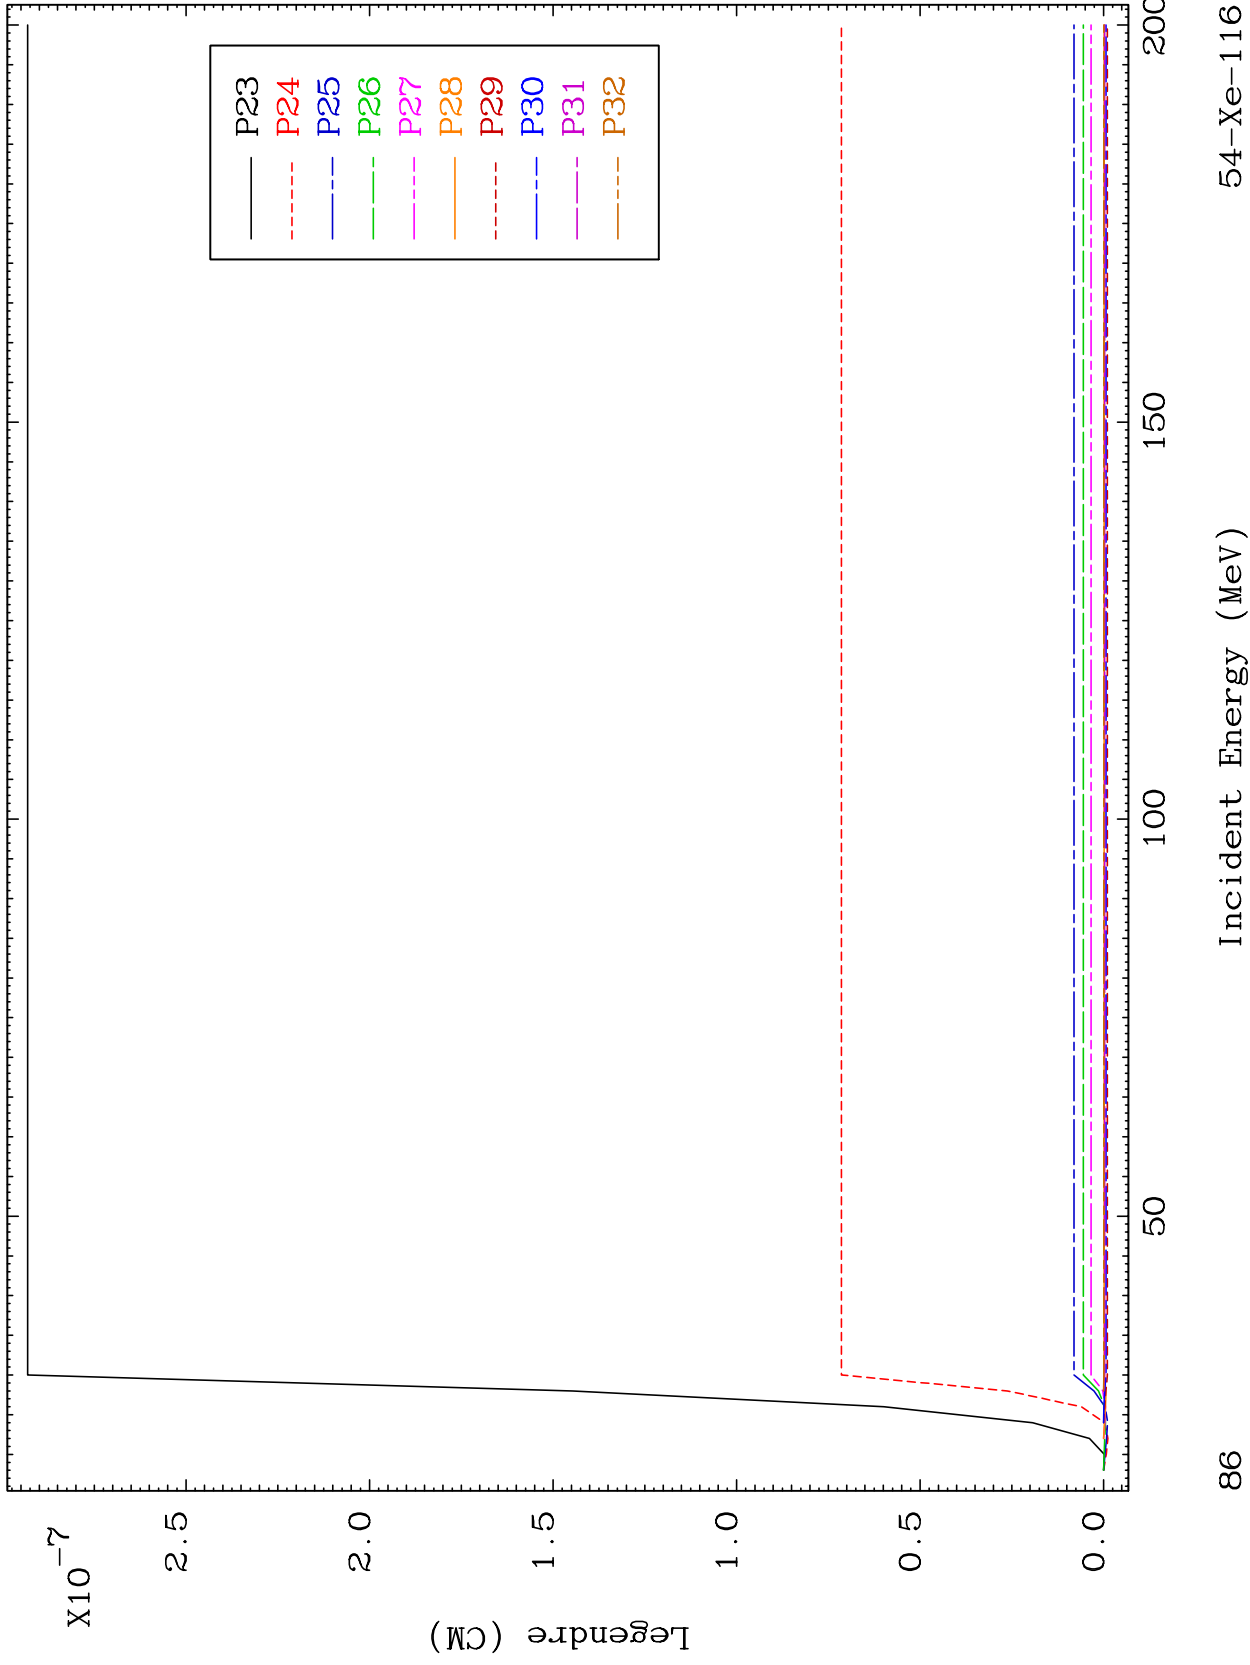 X10-7
2.5
2.0
1.5
1.0
0.5
0.0
Legendre (CM)
P23
P24
P25
P26
P27
P28
P29
P30
P31
P32
50
100
150
200
86
Incident Energy (MeV)
54-Xe-116